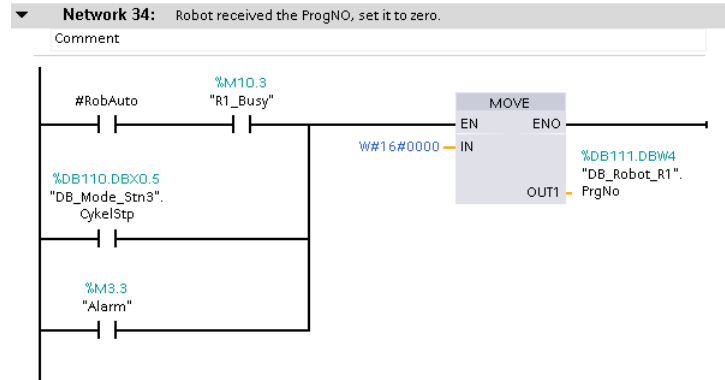 Network 34: Robot received the ProgNO, set it to zero.
Comment
%M10.3
#RobAuto "R1_Busy"
MOVE
EN ENO
W#16#0000 IN
%DB111.DBW4
"DB_Robot_R1".
OUT1 PrgNo
%DB110.DBX0.5
"DB_Mode_Stn3".
CykelStp
%M3.3
"Alarm"